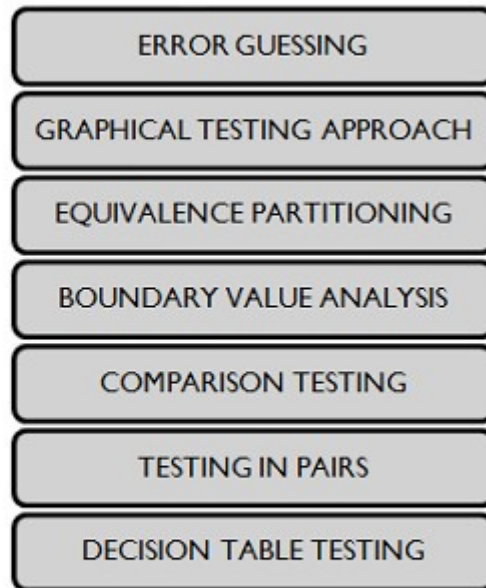 ERROR GUESSING
GRAPHICAL TESTING APPROACH
EQUIVALENCE PARTITIONING
BOUNDARY VALUE ANALYSIS
COMPARISON TESTING
TESTING IN PAIRS
DECISION TABLE TESTING